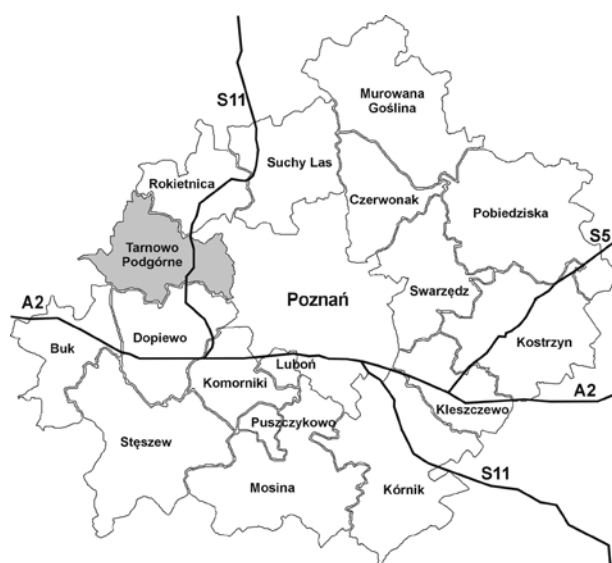 S11
Murowana
Goślina
Suchy Las
Rokietnica
Czerwonak
Pobiedziska
Tarnowo
Podgórne
S5
Swarzędz
Poznań
A2
Dopiewo
Kostrzyn
Buk
Luboń
Komorniki
A2
Kleszczewo
Puszczykowo
Stęszew
S11
Mosina
Kórnik